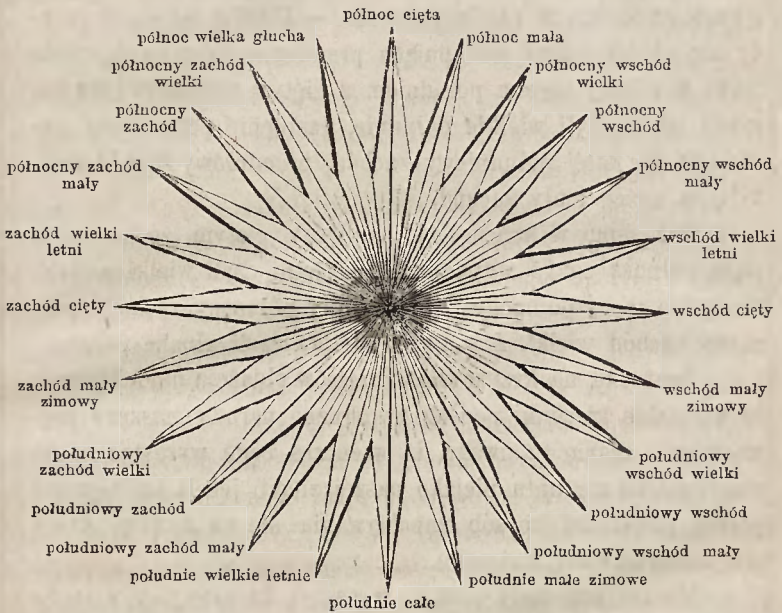 północ cięta
północ wielka głucha
północ mała
północny zachód
wielki
północny wschód
wielki
północny
zachód
północny
wschód
północny zachód
mały
północny wschód
mały
zachód wielki
letni
wschód wielki
letni
zachód cięty
wschód cięty
zachód mały
zimowy
wschód mały
zimowy
południowy
zachód wielki
południowy
wschód wielki
południowy zachód
południowy wschód
południowy zachód mały
południowy wschód mały
południe wielkie letnie
południe małe zimowe
południe całe